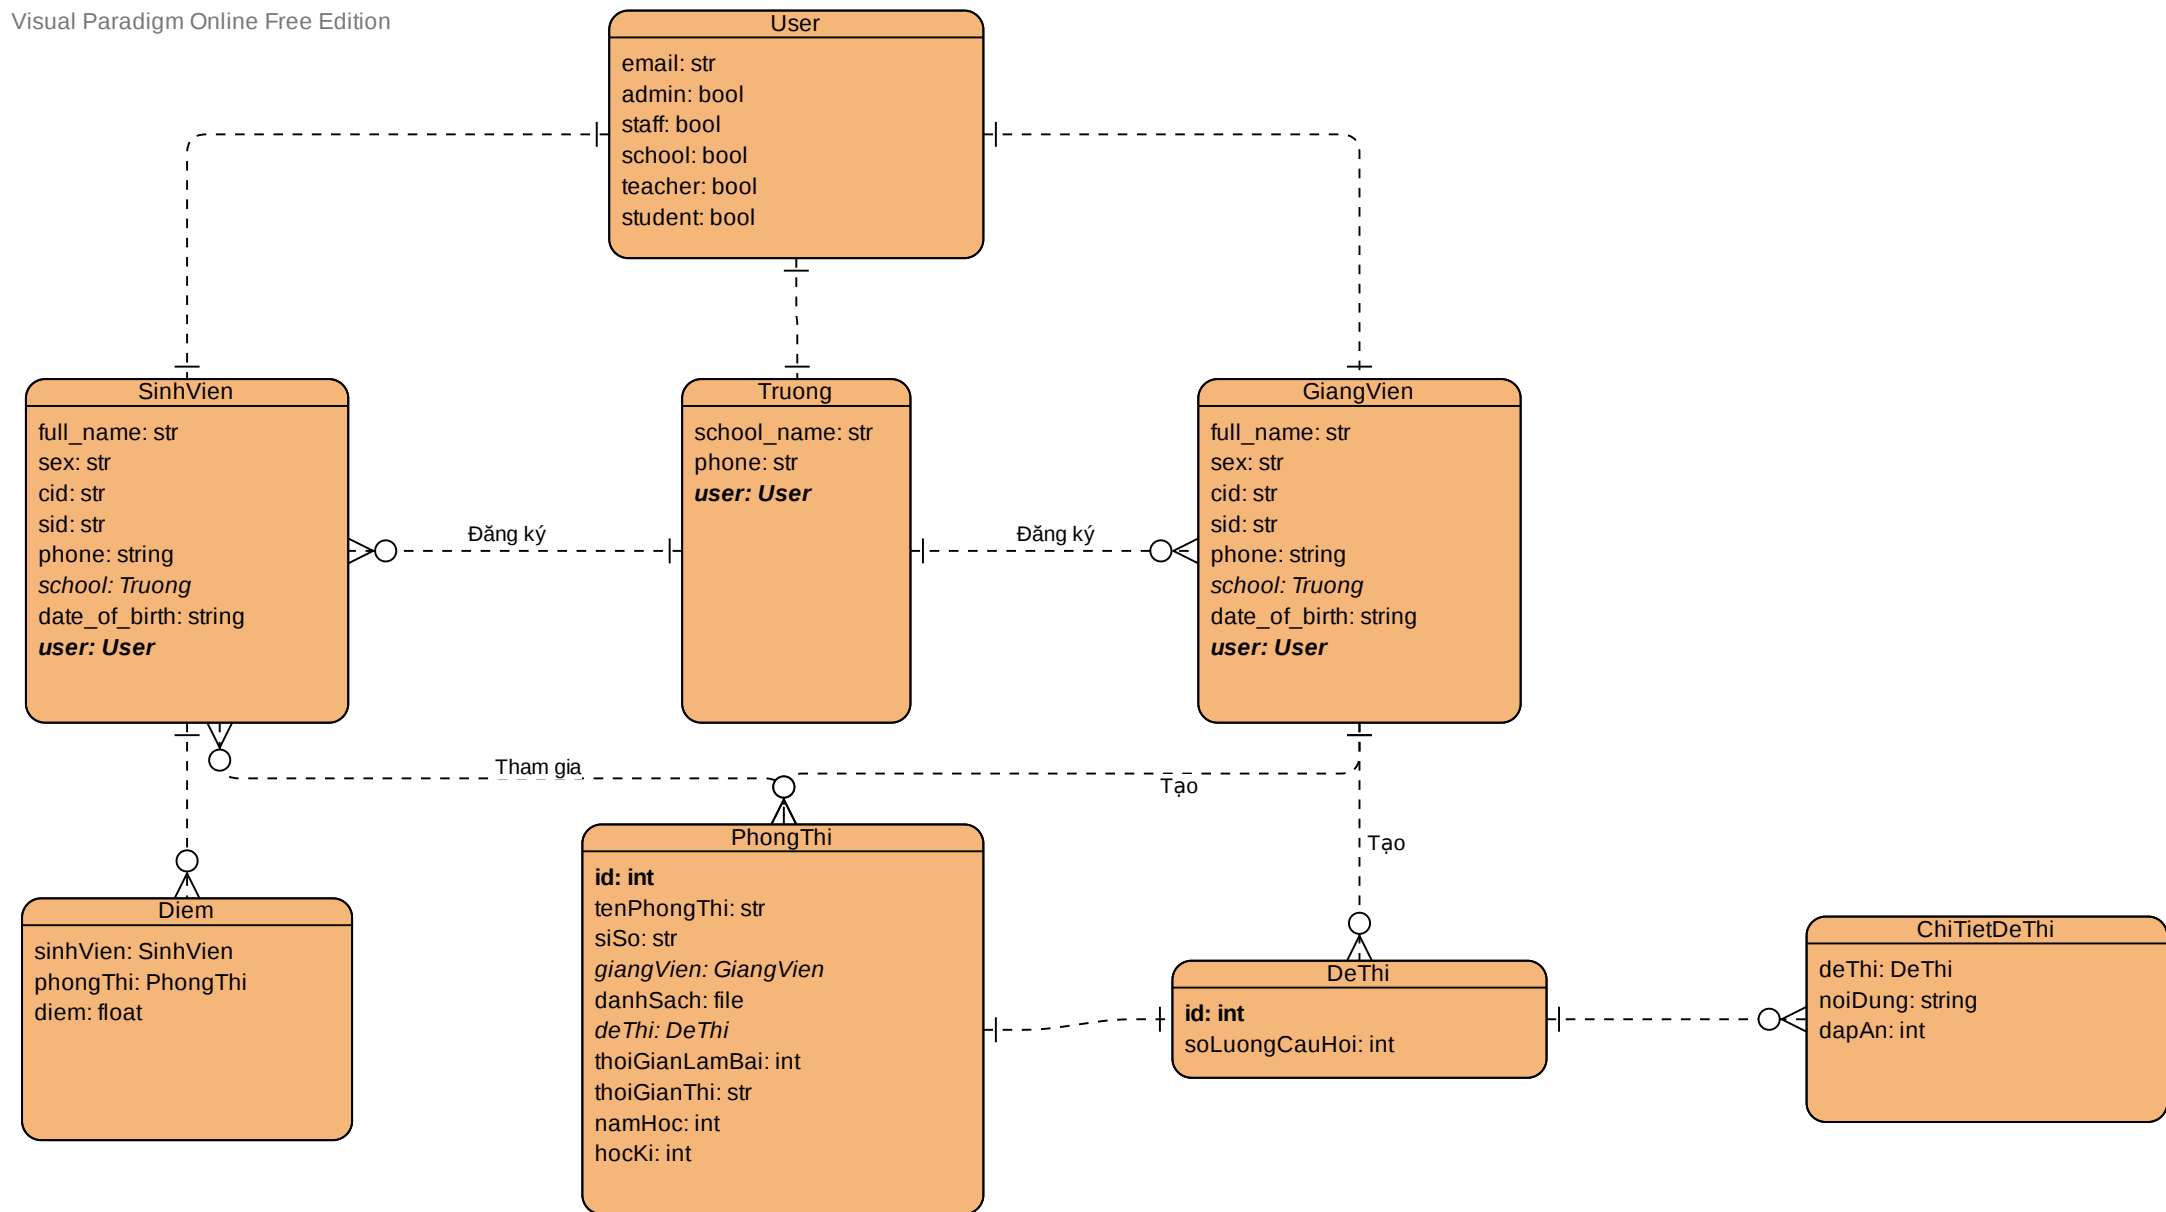 Visual Paradigm Online Free Edition
User
email: str
admin: bool
staff: bool
school: bool
teacher: bool
student: bool
SinhVien
full_name: str
sex: str
cid: str
sid: str
phone: string
school: Truong
date_of_birth: string
user: User
Đăng ký
Truong
school_name: str
phone: str
user: User
Đăng ký
GiangVien
full_name: str
sex: str
cid: str
sid: str
phone: string
school: Truong
date_of_birth: string
user: User
Tham gia
Tạo
Tạo
Diem
sinhVien: SinhVien
phongThi: PhongThi
diem: float
PhongThi
id: int
tenPhongThi: str
siSo: str
giangVien: GiangVien
danhSach: file
deThi: DeThi
thoiGianLamBai: int
thoiGianThi: str
namHoc: int
hocKi: int
DeThi
id: int
soLuongCauHoi: int
ChiTietDeThi
deThi: DeThi
noiDung: string
dapAn: int